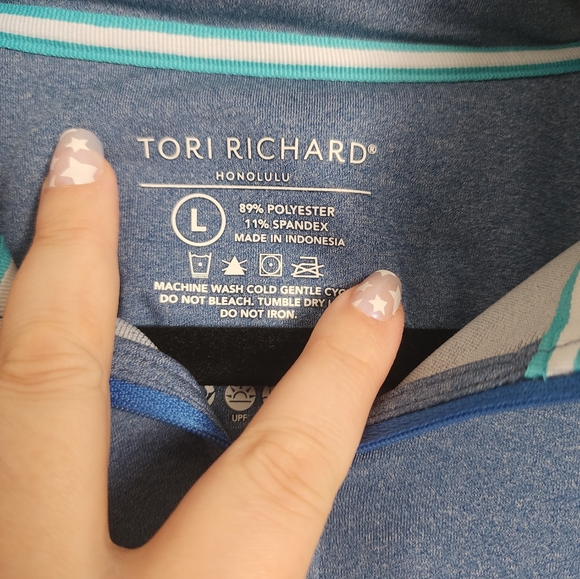 TORI RICHARD®
HONOLULU
L
89% POLYESTER
11% SPANDEX
MADE IN INDONESIA
MACHINE WASH COLD GENTLE CYC
DO NOT BLEACH. TUMBLE DRY L
DO NOT IRON.
UPF